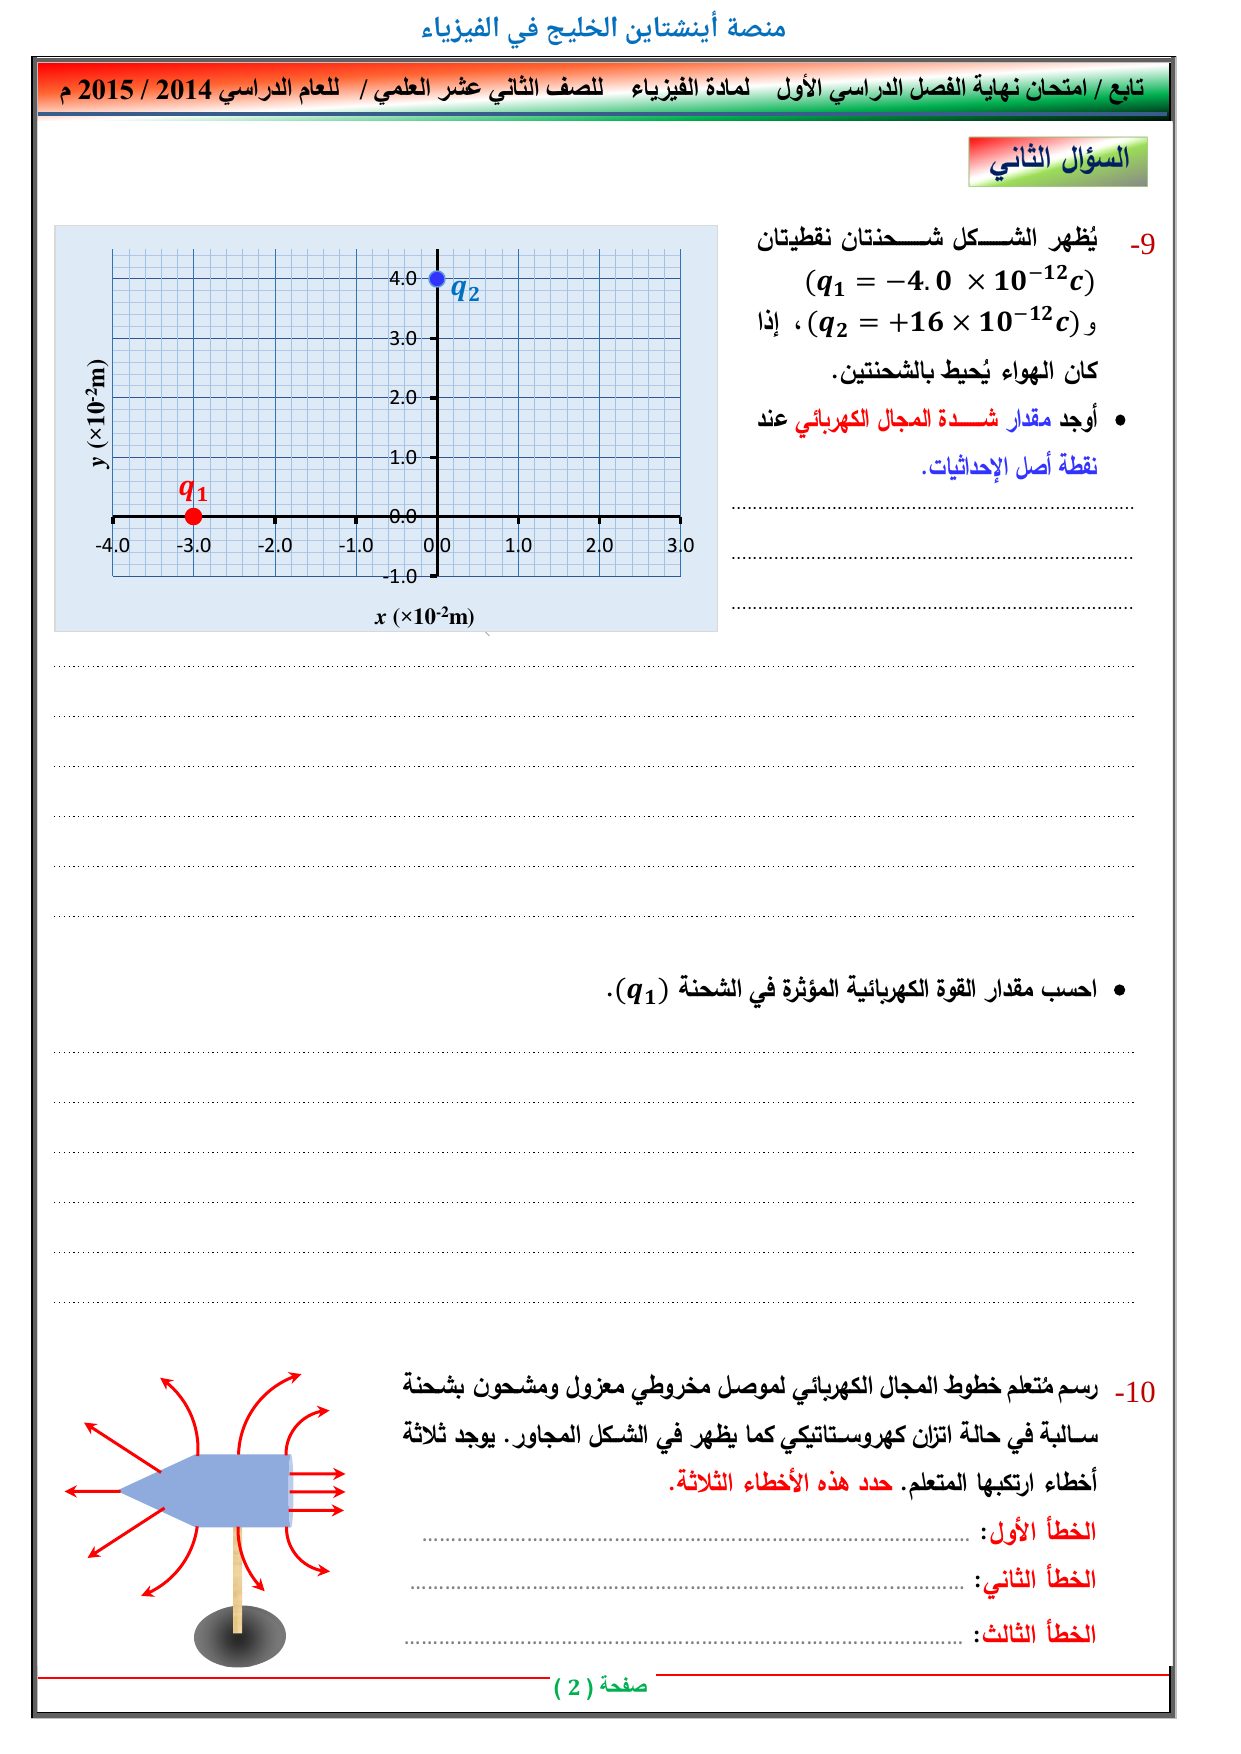 منصة أينشتاين الخليج في الفيزياء
تابع / امتحان نهاية الفصل الدراسي الأول    لمادة الفيزياء    للصف الثاني عشر العلمي /   للعام الدراسي 2014 / 2015 م
السؤال الثاني
9- يُظهر الشكل شحنتان نقطيتان
(q₁ = −4.0 × 10⁻¹²c)
و (q₂ = +16 × 10⁻¹²c) ، إذا
كان الهواء يُحيط بالشحنتين.
• أوجد مقدار شدة المجال الكهربائي عند
نقطة أصل الإحداثيات.
y (×10⁻²m)
4.0
q₂
3.0
2.0
1.0
q₁
0.0
-4.0 -3.0 -2.0 -1.0 0.0 1.0 2.0 3.0
-1.0
x (×10⁻²m)
• احسب مقدار القوة الكهربائية المؤثرة في الشحنة (q₁).
10- رسم مُتعلم خطوط المجال الكهربائي لموصل مخروطي معزول ومشحون بشحنة
سالبة في حالة اتزان كهروستاتيكي كما يظهر في الشكل المجاور. يوجد ثلاثة
أخطاء ارتكبها المتعلم. حدد هذه الأخطاء الثلاثة.
الخطأ الأول: ........................................................
الخطأ الثاني: ........................................................
الخطأ الثالث: ........................................................
صفحة ( 2 )